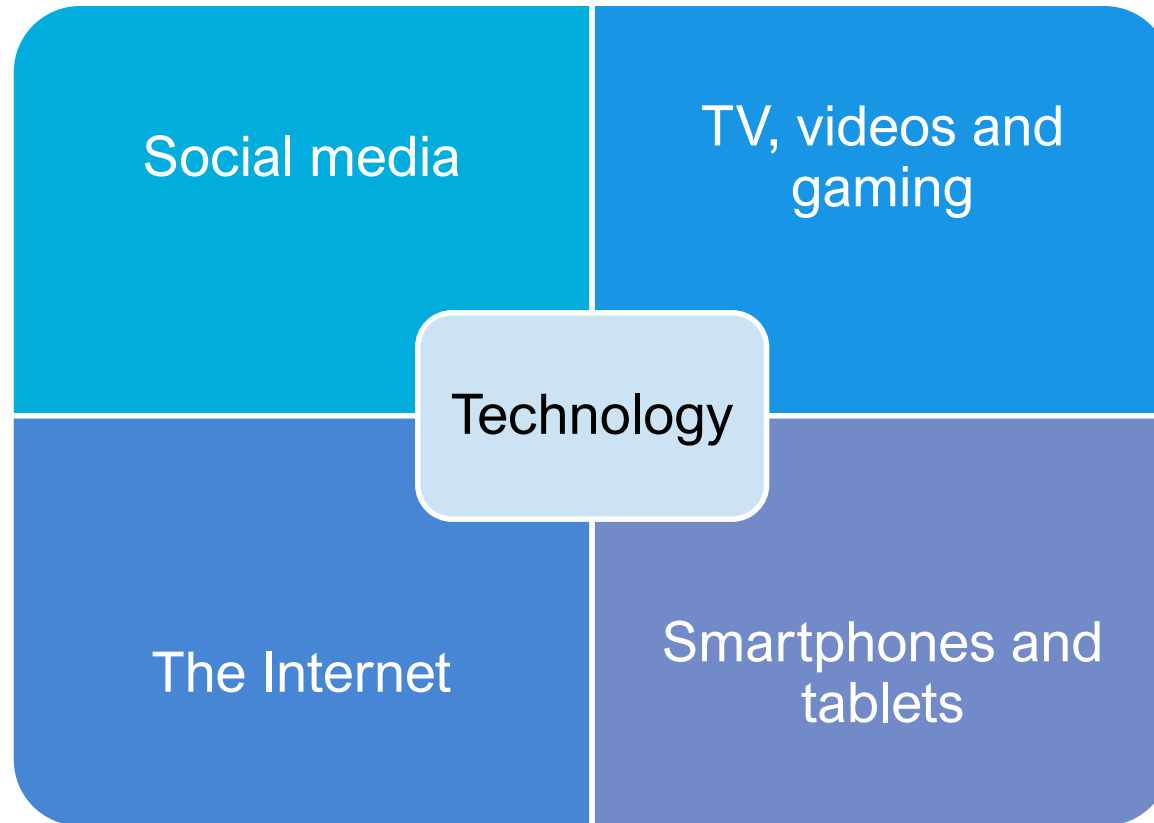 Social media
TV, videos and
gaming
Technology
The Internet
Smartphones and
tablets